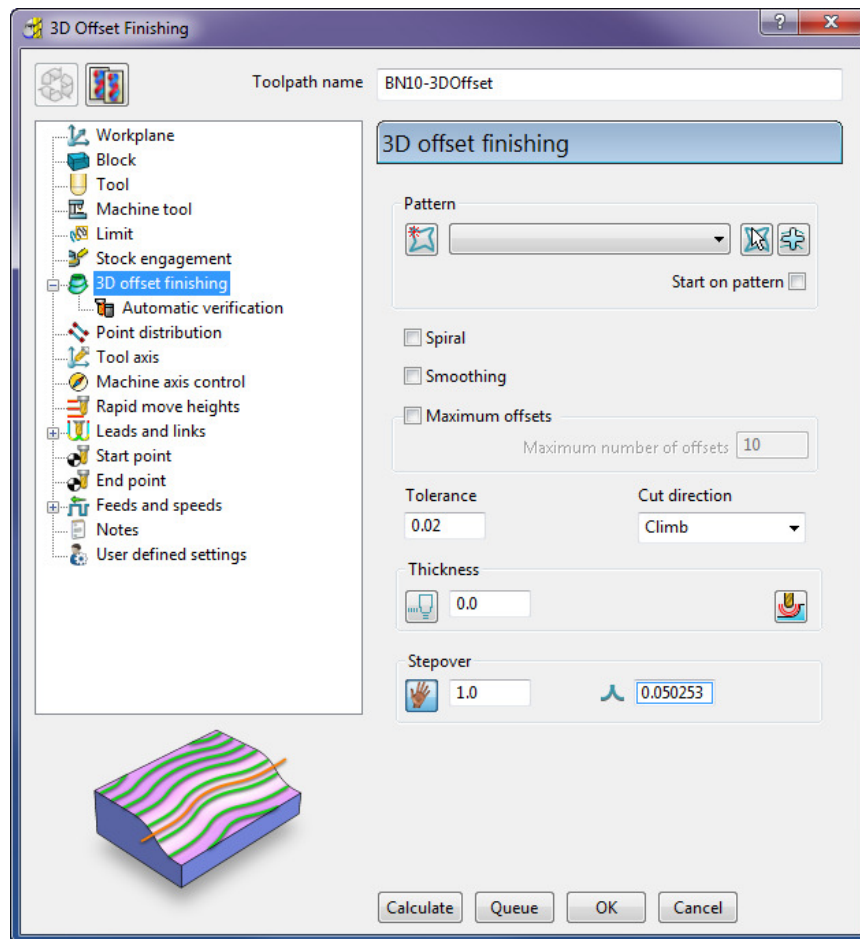 3D Offset Finishing
Toolpath name
BN10-3DOffset
Workplane
Block
Tool
Machine tool
Limit
Stock engagement
3D offset finishing
Automatic verification
Point distribution
Tool axis
Machine axis control
Rapid move heights
Leads and links
Start point
End point
Feeds and speeds
Notes
User defined settings
3D offset finishing
Pattern
Start on pattern
Spiral
Smoothing
Maximum offsets
Maximum number of offsets 10
Tolerance Cut direction
0.02 Climb
Thickness
0.0
Stepover
1.0 0.050253
Calculate Queue OK Cancel